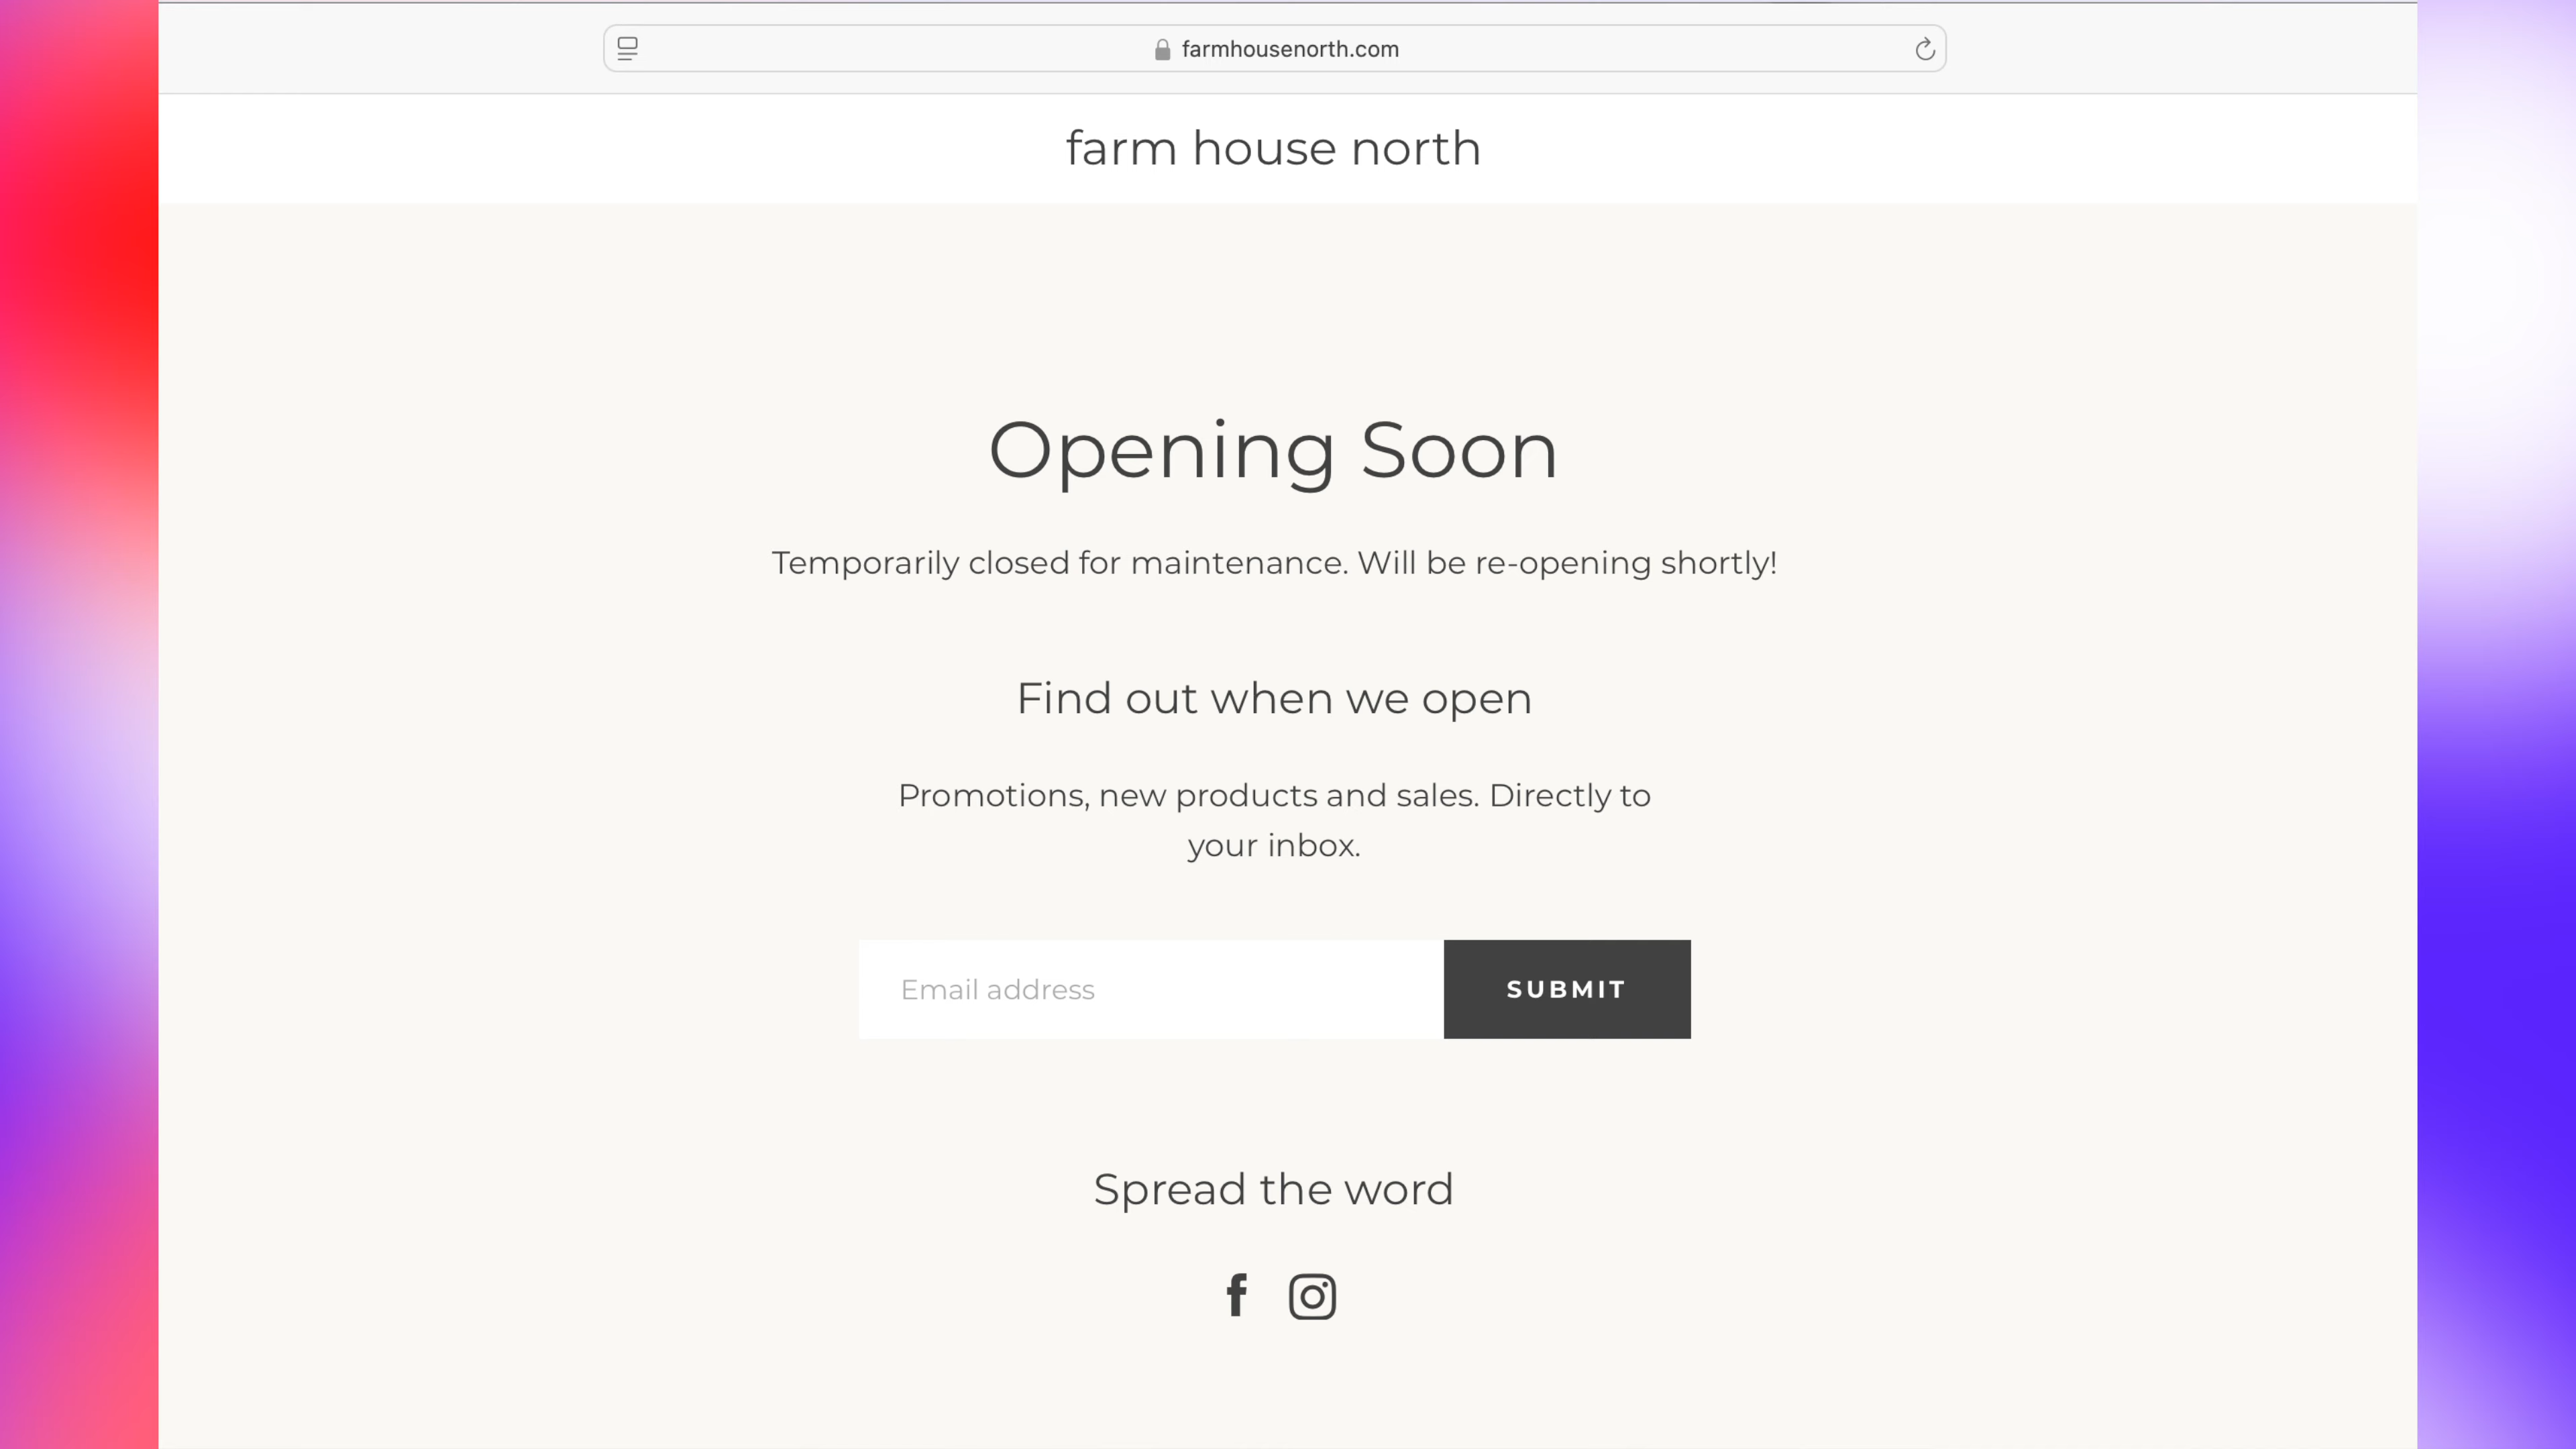 farmhousenorth.com
farm house north
Opening Soon
Temporarily closed for maintenance. Will be re-opening shortly!
Find out when we open
Promotions, new products and sales. Directly to
your inbox.
Email address
SUBMIT
Spread the word